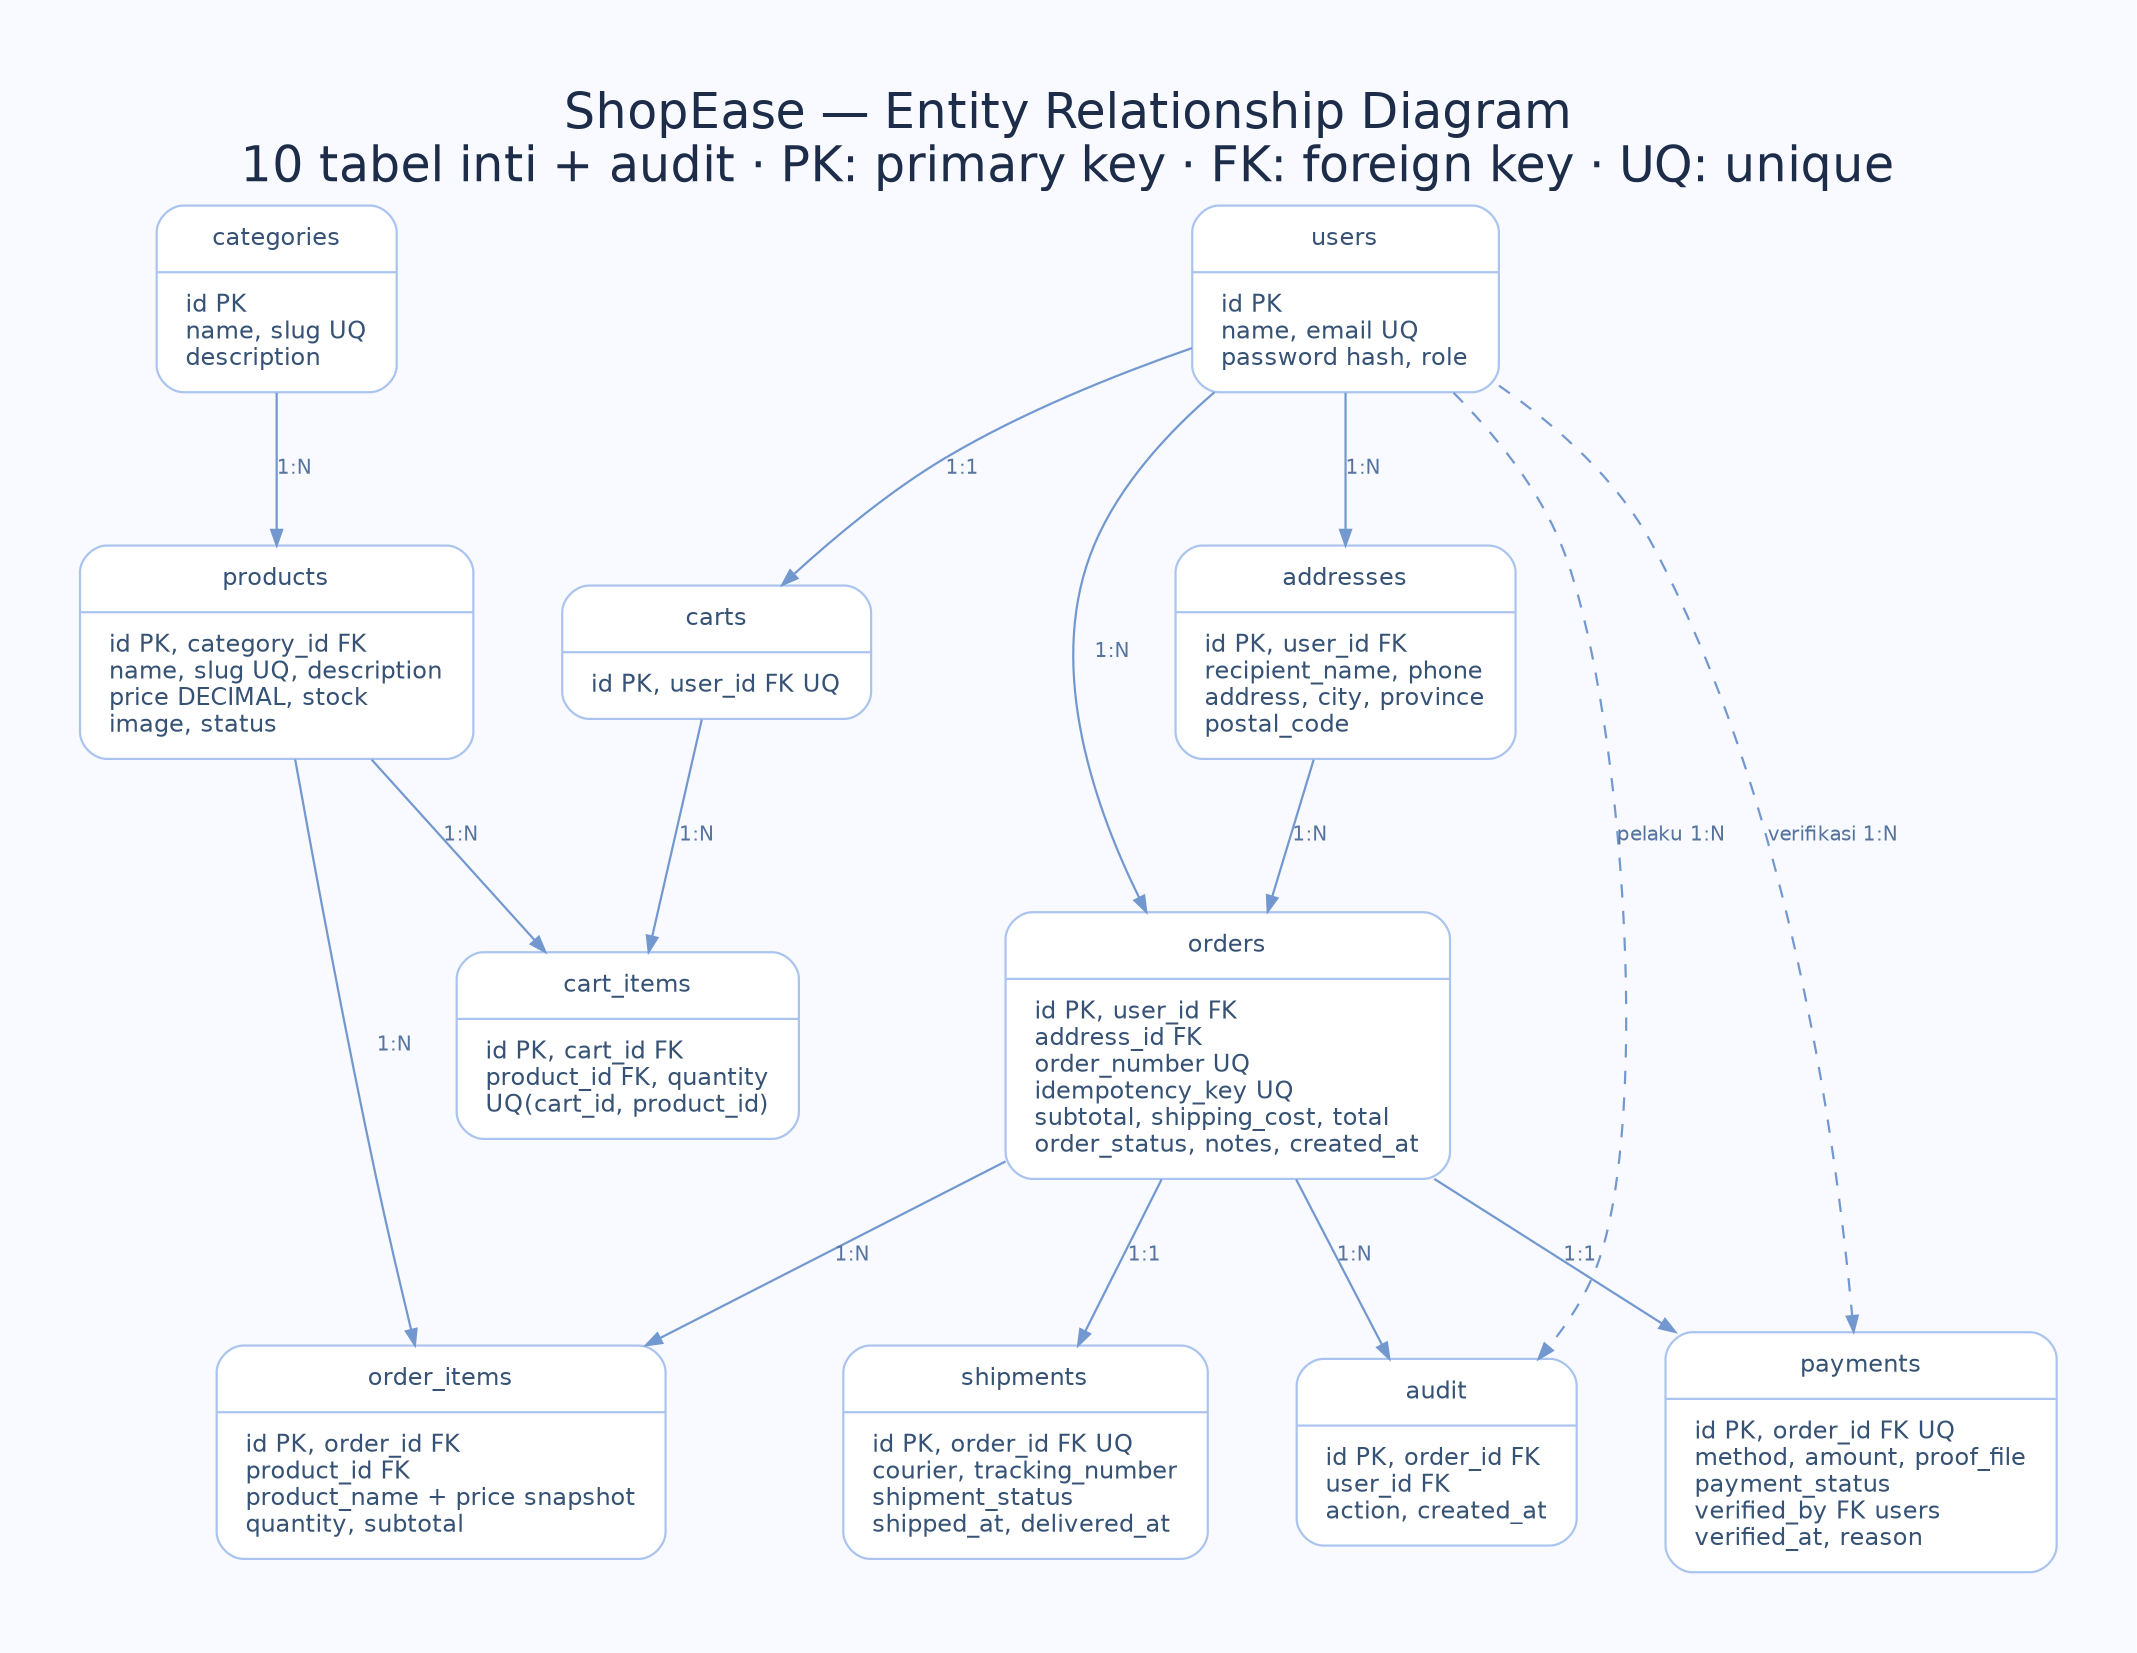 ShopEase — Entity Relationship Diagram
10 tabel inti + audit · PK: primary key · FK: foreign key · UQ: unique
categories
id PK
name, slug UQ
description
users
id PK
name, email UQ
password hash, role
1:N
1:1
1:N
products
id PK, category_id FK
name, slug UQ, description
price DECIMAL, stock
image, status
carts
id PK, user_id FK UQ
1:N
addresses
id PK, user_id FK
recipient_name, phone
address, city, province
postal_code
1:N
1:N
1:N
pelaku 1:N
verifikasi 1:N
cart_items
id PK, cart_id FK
product_id FK, quantity
UQ(cart_id, product_id)
1:N
orders
id PK, user_id FK
address_id FK
order_number UQ
idempotency_key UQ
subtotal, shipping_cost, total
order_status, notes, created_at
1:N
1:1
1:N
1:1
order_items
id PK, order_id FK
product_id FK
product_name + price snapshot
quantity, subtotal
shipments
id PK, order_id FK UQ
courier, tracking_number
shipment_status
shipped_at, delivered_at
audit
id PK, order_id FK
user_id FK
action, created_at
payments
id PK, order_id FK UQ
method, amount, proof_file
payment_status
verified_by FK users
verified_at, reason